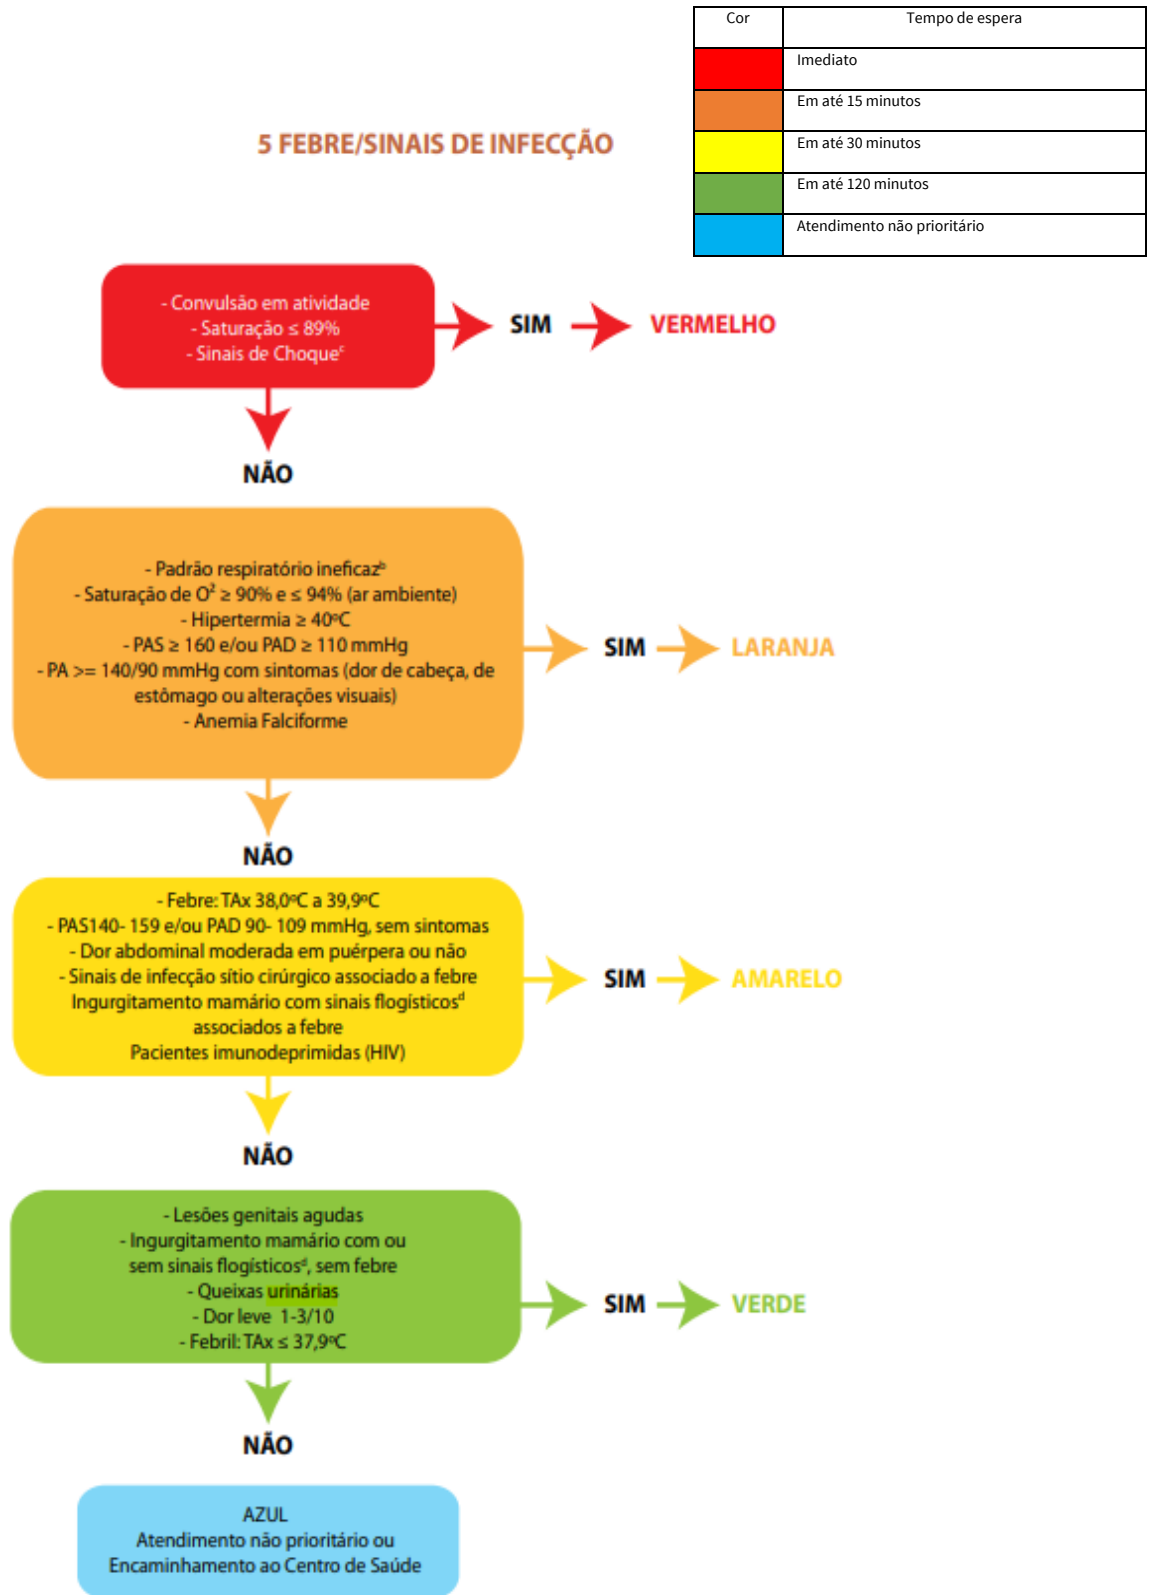 Cor Tempo de espera
Imediato
Em até 15 minutos
Em até 30 minutos
Em até 120 minutos
Atendimento não prioritário
5 FEBRE/SINAIS DE INFECÇÃO
- Convulsão em atividade
- Saturação ≤ 89%
- Sinais de Choqueᶜ
SIM
VERMELHO
NÃO
- Padrão respiratório ineficazᵇ
- Saturação de O² ≥ 90% e ≤ 94% (ar ambiente)
- Hipertermia ≥ 40ºC
- PAS ≥ 160 e/ou PAD ≥ 110 mmHg
- PA >= 140/90 mmHg com sintomas (dor de cabeça, de
estômago ou alterações visuais)
- Anemia Falciforme
SIM
LARANJA
NÃO
- Febre: TAx 38,0ºC a 39,9ºC
- PAS140- 159 e/ou PAD 90- 109 mmHg, sem sintomas
- Dor abdominal moderada em puérpera ou não
- Sinais de infecção sítio cirúrgico associado a febre
Ingurgitamento mamário com sinais flogísticosᵈ
associados a febre
Pacientes imunodeprimidas (HIV)
SIM
AMARELO
NÃO
- Lesões genitais agudas
- Ingurgitamento mamário com ou
sem sinais flogísticosᵈ, sem febre
- Queixas urinárias
- Dor leve 1-3/10
- Febril: TAx ≤ 37,9ºC
SIM
VERDE
NÃO
AZUL
Atendimento não prioritário ou
Encaminhamento ao Centro de Saúde